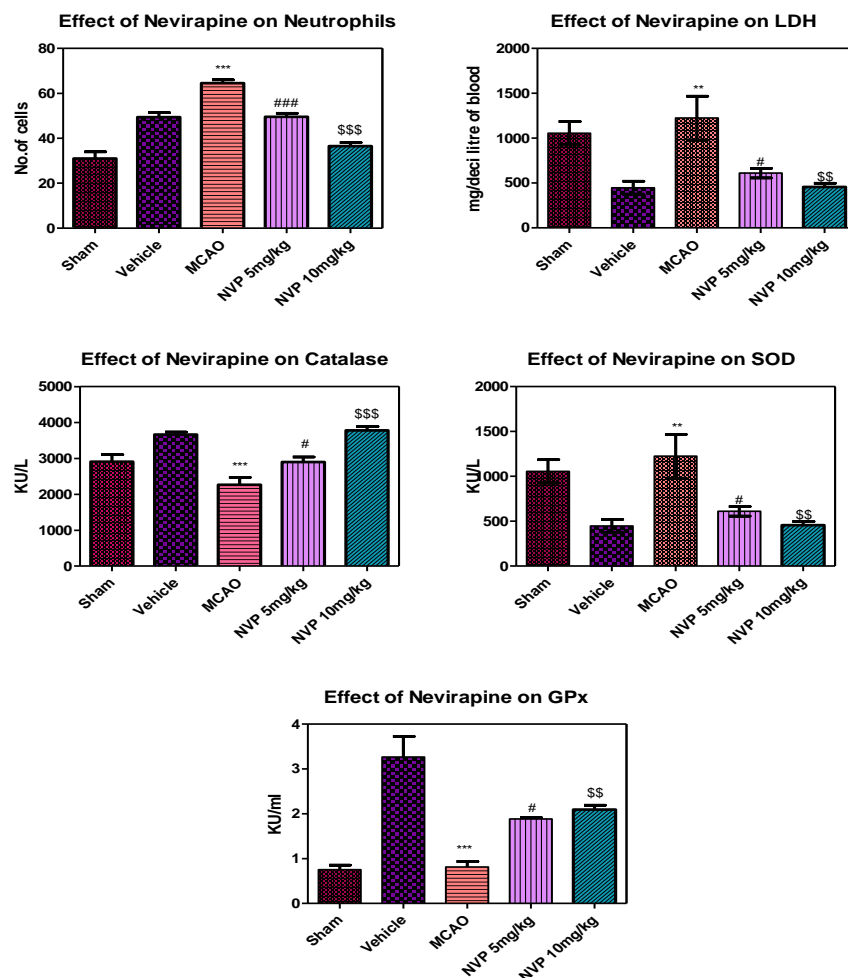 Effect of Nevirapine on Neutrophils
No.of cells
80
60
40
20
0
***
###
$$$
Sham
Vehicle
MCAO
NVP 5mg/kg
NVP 10mg/kg
Effect of Nevirapine on LDH
mg/deci litre of blood
2000
1500
1000
500
0
**
#
$$
Sham
Vehicle
MCAO
NVP 5mg/kg
NVP 10mg/kg
Effect of Nevirapine on Catalase
KU/L
5000
4000
3000
2000
1000
0
***
#
$$$
Sham
Vehicle
MCAO
NVP 5mg/kg
NVP 10mg/kg
Effect of Nevirapine on SOD
KU/L
2000
1500
1000
500
0
**
#
$$
Sham
Vehicle
MCAO
NVP 5mg/kg
NVP 10mg/kg
Effect of Nevirapine on GPx
KU/ml
4
3
2
1
0
***
#
$$
Sham
Vehicle
MCAO
NVP 5mg/kg
NVP 10mg/kg